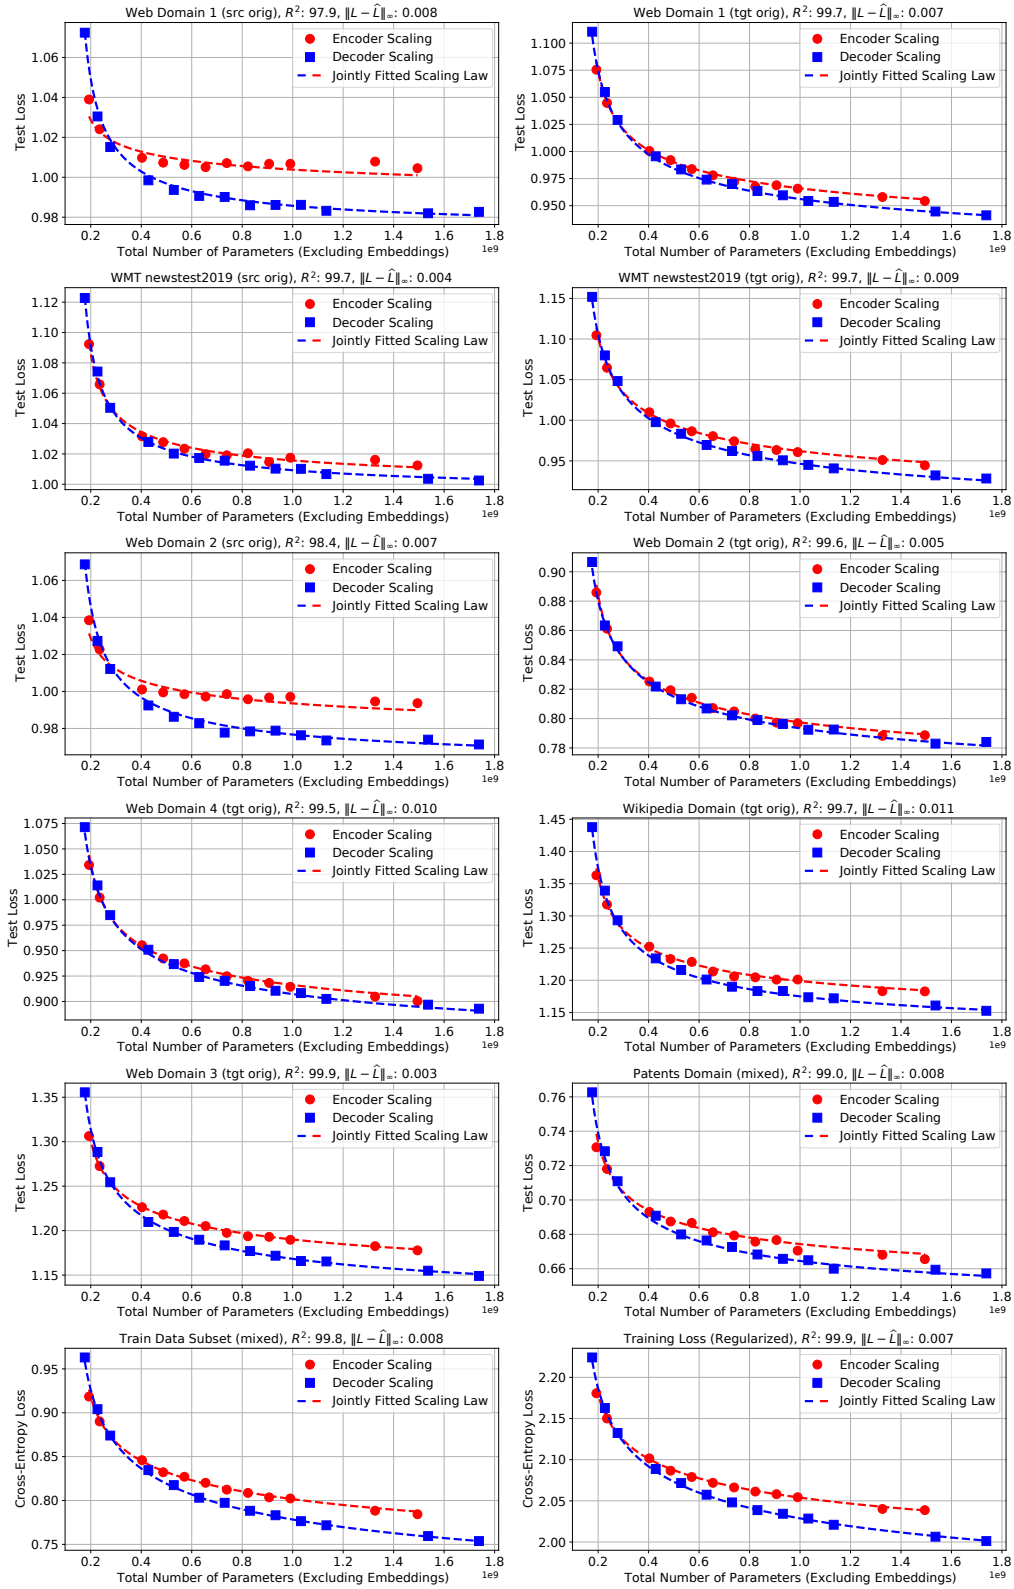 Web Domain 1 (src orig), R²: 97.9, ‖L − L̂‖∞: 0.008
Test Loss
1.06
1.04
1.02
1.00
0.98
Encoder Scaling
Decoder Scaling
Jointly Fitted Scaling Law
0.2 0.4 0.6 0.8 1.0 1.2 1.4 1.6 1.8
Total Number of Parameters (Excluding Embeddings)
1e9
Web Domain 1 (tgt orig), R²: 99.7, ‖L − L̂‖∞: 0.007
Test Loss
1.100
1.075
1.050
1.025
1.000
0.975
0.950
Encoder Scaling
Decoder Scaling
Jointly Fitted Scaling Law
0.2 0.4 0.6 0.8 1.0 1.2 1.4 1.6 1.8
Total Number of Parameters (Excluding Embeddings)
1e9
WMT newstest2019 (src orig), R²: 99.7, ‖L − L̂‖∞: 0.004
Test Loss
1.12
1.10
1.08
1.06
1.04
1.02
1.00
Encoder Scaling
Decoder Scaling
Jointly Fitted Scaling Law
0.2 0.4 0.6 0.8 1.0 1.2 1.4 1.6 1.8
Total Number of Parameters (Excluding Embeddings)
1e9
WMT newstest2019 (tgt orig), R²: 99.7, ‖L − L̂‖∞: 0.009
Test Loss
1.15
1.10
1.05
1.00
0.95
Encoder Scaling
Decoder Scaling
Jointly Fitted Scaling Law
0.2 0.4 0.6 0.8 1.0 1.2 1.4 1.6 1.8
Total Number of Parameters (Excluding Embeddings)
1e9
Web Domain 2 (src orig), R²: 98.4, ‖L − L̂‖∞: 0.007
Test Loss
1.06
1.04
1.02
1.00
0.98
Encoder Scaling
Decoder Scaling
Jointly Fitted Scaling Law
0.2 0.4 0.6 0.8 1.0 1.2 1.4 1.6 1.8
Total Number of Parameters (Excluding Embeddings)
1e9
Web Domain 2 (tgt orig), R²: 99.6, ‖L − L̂‖∞: 0.005
Test Loss
0.90
0.88
0.86
0.84
0.82
0.80
0.78
Encoder Scaling
Decoder Scaling
Jointly Fitted Scaling Law
0.2 0.4 0.6 0.8 1.0 1.2 1.4 1.6 1.8
Total Number of Parameters (Excluding Embeddings)
1e9
Web Domain 4 (tgt orig), R²: 99.5, ‖L − L̂‖∞: 0.010
Test Loss
1.075
1.050
1.025
1.000
0.975
0.950
0.925
0.900
Encoder Scaling
Decoder Scaling
Jointly Fitted Scaling Law
0.2 0.4 0.6 0.8 1.0 1.2 1.4 1.6 1.8
Total Number of Parameters (Excluding Embeddings)
1e9
Wikipedia Domain (tgt orig), R²: 99.7, ‖L − L̂‖∞: 0.011
Test Loss
1.45
1.40
1.35
1.30
1.25
1.20
1.15
Encoder Scaling
Decoder Scaling
Jointly Fitted Scaling Law
0.2 0.4 0.6 0.8 1.0 1.2 1.4 1.6 1.8
Total Number of Parameters (Excluding Embeddings)
1e9
Web Domain 3 (tgt orig), R²: 99.9, ‖L − L̂‖∞: 0.003
Test Loss
1.35
1.30
1.25
1.20
1.15
Encoder Scaling
Decoder Scaling
Jointly Fitted Scaling Law
0.2 0.4 0.6 0.8 1.0 1.2 1.4 1.6 1.8
Total Number of Parameters (Excluding Embeddings)
1e9
Patents Domain (mixed), R²: 99.0, ‖L − L̂‖∞: 0.008
Test Loss
0.76
0.74
0.72
0.70
0.68
0.66
Encoder Scaling
Decoder Scaling
Jointly Fitted Scaling Law
0.2 0.4 0.6 0.8 1.0 1.2 1.4 1.6 1.8
Total Number of Parameters (Excluding Embeddings)
1e9
Train Data Subset (mixed), R²: 99.8, ‖L − L̂‖∞: 0.008
Cross-Entropy Loss
0.95
0.90
0.85
0.80
0.75
Encoder Scaling
Decoder Scaling
Jointly Fitted Scaling Law
0.2 0.4 0.6 0.8 1.0 1.2 1.4 1.6 1.8
Total Number of Parameters (Excluding Embeddings)
1e9
Training Loss (Regularized), R²: 99.9, ‖L − L̂‖∞: 0.007
Cross-Entropy Loss
2.20
2.15
2.10
2.05
2.00
Encoder Scaling
Decoder Scaling
Jointly Fitted Scaling Law
0.2 0.4 0.6 0.8 1.0 1.2 1.4 1.6 1.8
Total Number of Parameters (Excluding Embeddings)
1e9